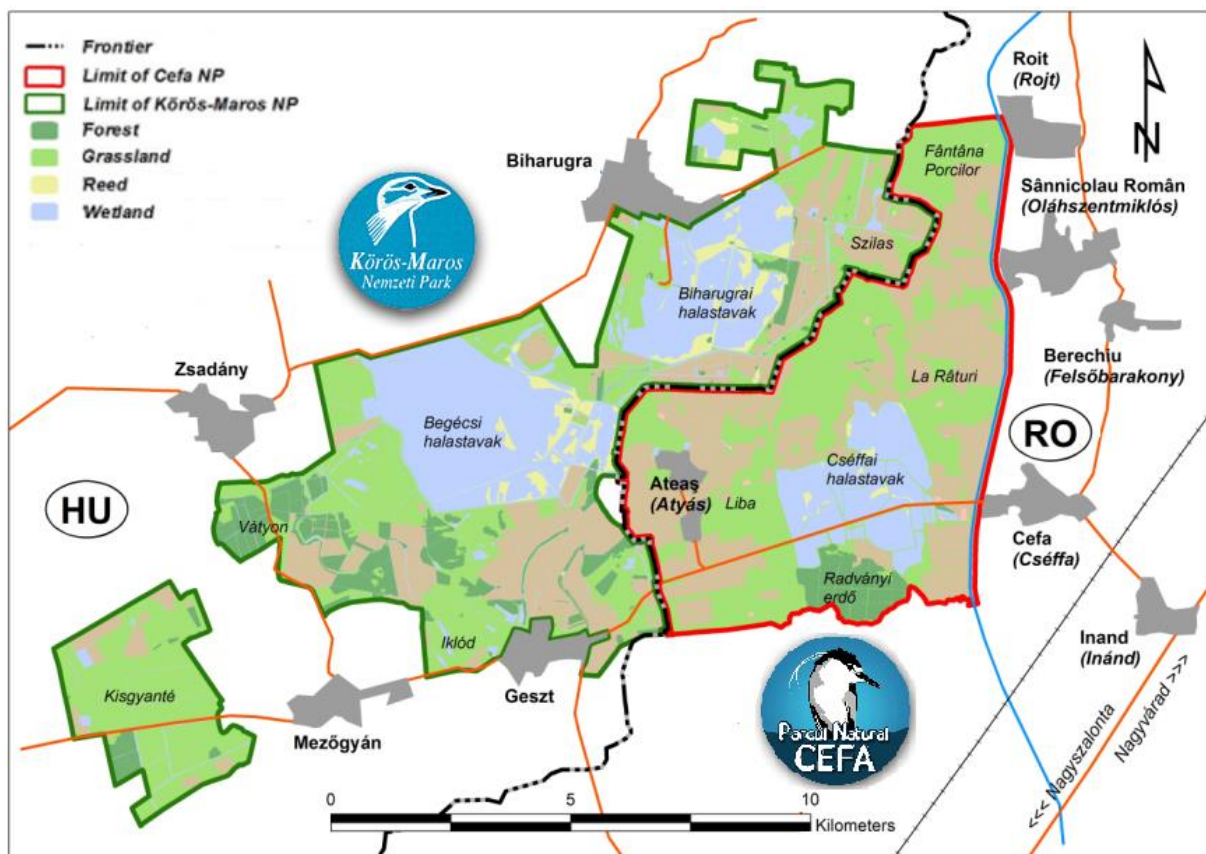 Frontier
Limit of Cefa NP
Limit of Körös-Maros NP
Forest
Grassland
Reed
Wetland
Körös-Maros
Nemzeti Park
Biharugra
Roit
(Rojt)
N
Fântâna
Porcilor
Sânnicolau Român
(Oláhszentmiklós)
Szilas
Biharugrai
halastavak
Berechiu
(Felsőbarakony)
Zsadány
La Râturi
Begécsi
halastavak
RO
Cséffai
halastavak
Ateaş
(Atyás)
Liba
HU
Vátyon
Cefa
(Cséffa)
Radványi
erdő
Iklód
Inand
(Inánd)
Kisgyanté
Geszt
Mezőgyán
Parcul Natural
CEFA
<<< Nagyszalonta
Nagyvárad >>>
0 5 10
Kilometers